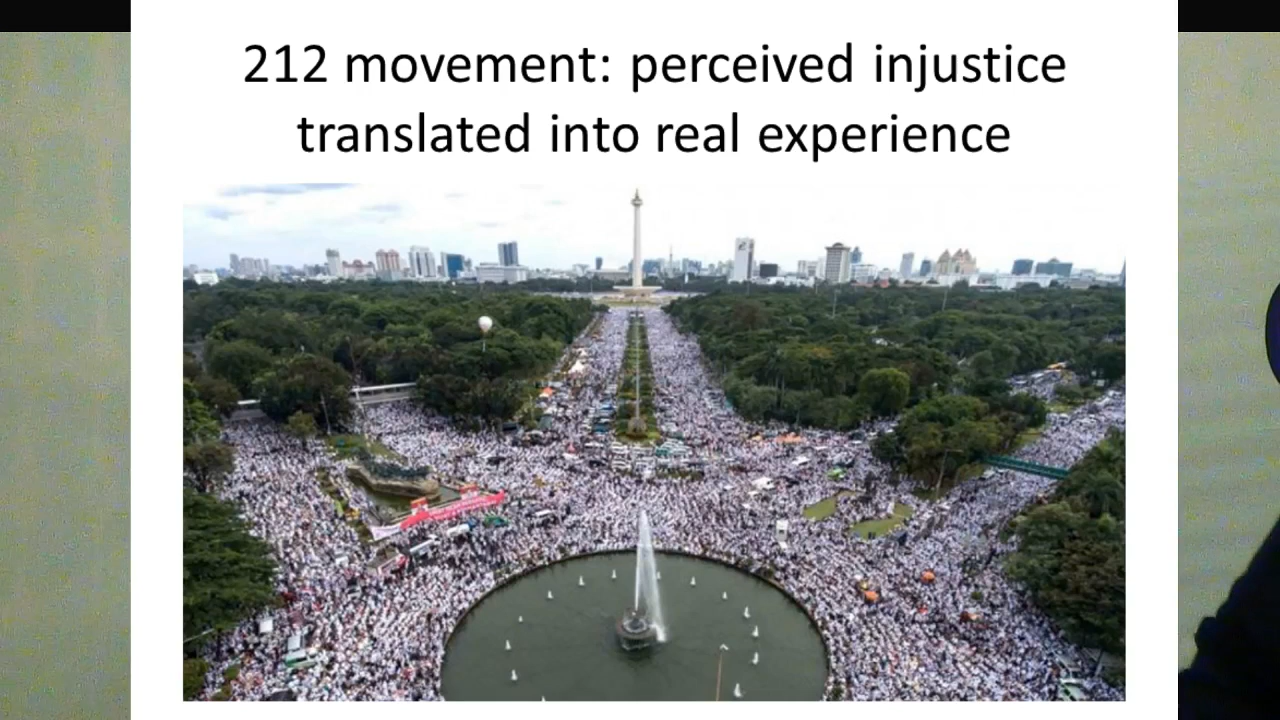 212 movement: perceived injustice
translated into real experience